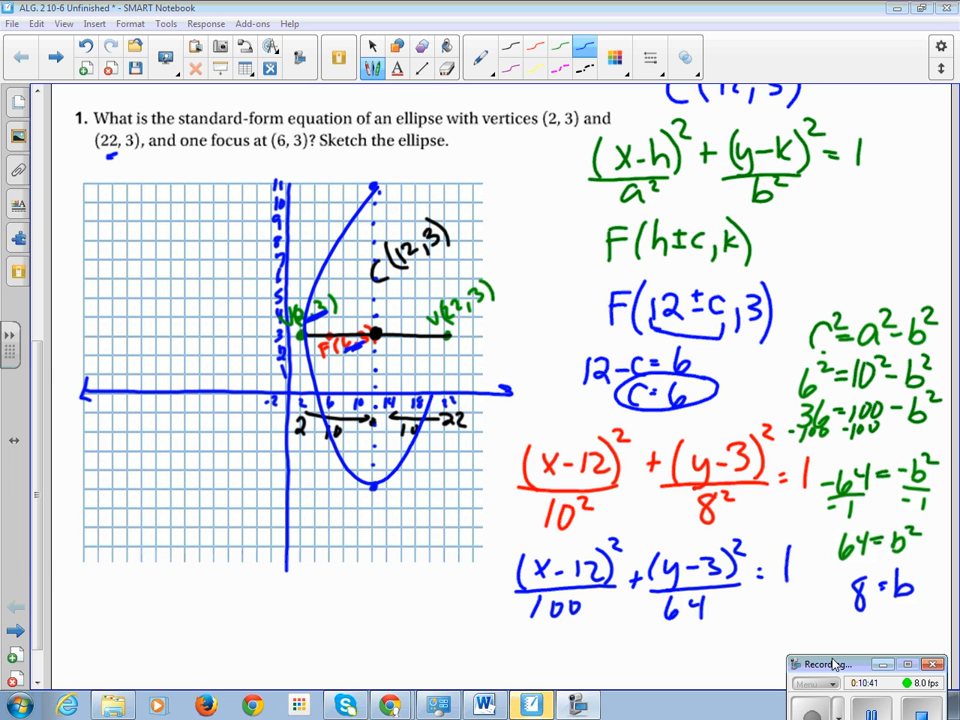 ALG. 2 10-6 Unfinished * - SMART Notebook
File Edit View Insert Format Tools Response Add-ons Help
C(12, 3)
1. What is the standard-form equation of an ellipse with vertices (2, 3) and
(22, 3), and one focus at (6, 3)? Sketch the ellipse.
(x-h)² + (y-k)² = 1
a² b²
F(h±c, k)
F(12±c, 3)
12-c=6
c=6
c²=a²-b²
6²=10²-b²
36=100-b²
-100 -100
-64=-b²
-1 -1
64=b²
8=b
(x-12)² + (y-3)² = 1
10² 8²
(x-12)² + (y-3)² = 1
100 64
11
10
9
8
7
6
5
4
3
2
1
C(12,3)
-2 2 6 10 14 18
2 10 10 22
Recording...
Menu
0:10:41 8.0 fps